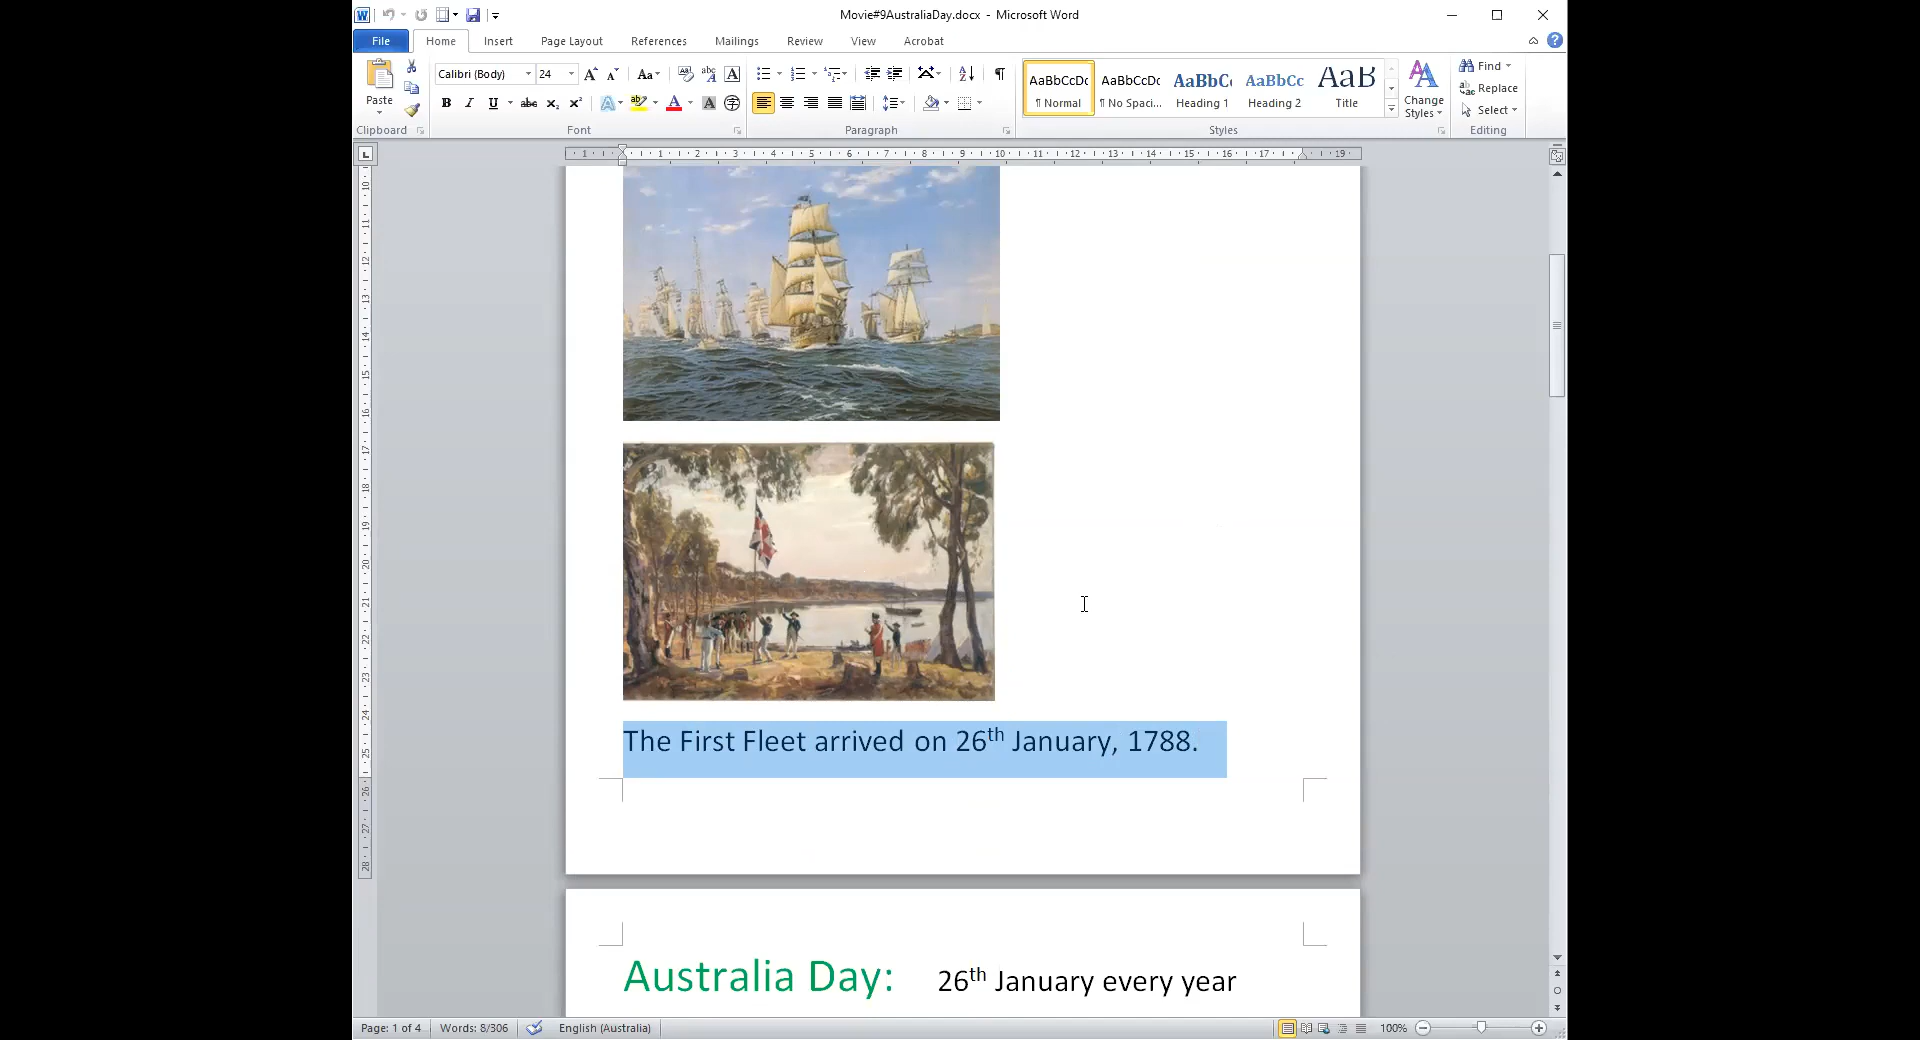 Movie#9AustraliaDay.docx - Microsoft Word
File Home Insert Page Layout References Mailings Review View Acrobat
Calibri (Body) 24
AaBbCcDc AaBbCcDc AaBbC AaBbCc AaB
Find
Replace
Select
Paste
¶ Normal ¶ No Spaci... Heading 1 Heading 2 Title
Change Styles
Clipboard Font Paragraph Styles Editing
The First Fleet arrived on 26th January, 1788.
Australia Day: 26th January every year
Page: 1 of 4 Words: 8/306 English (Australia) 100%